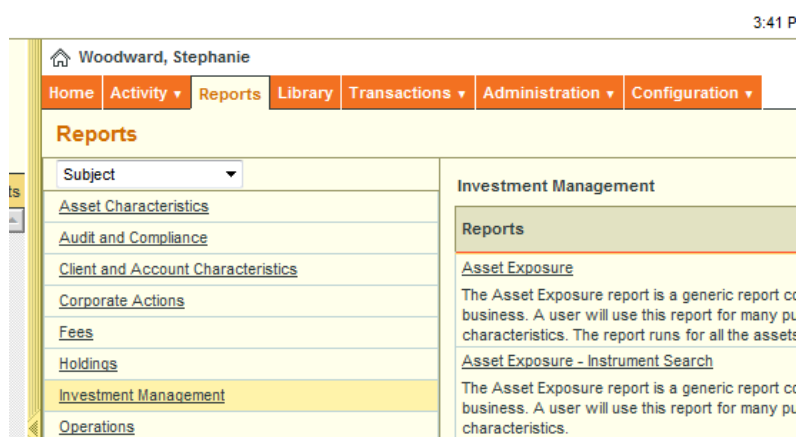 3:41 P
Woodward, Stephanie
Home Activity Reports Library Transactions Administration Configuration
Reports
Subject
ts
Asset Characteristics
Audit and Compliance
Client and Account Characteristics
Corporate Actions
Fees
Holdings
Investment Management
Operations
Investment Management
Reports
Asset Exposure
The Asset Exposure report is a generic report
business. A user will use this report for many
characteristics. The report runs for all the assets
Asset Exposure - Instrument Search
The Asset Exposure report is a generic report
business. A user will use this report for many
characteristics.